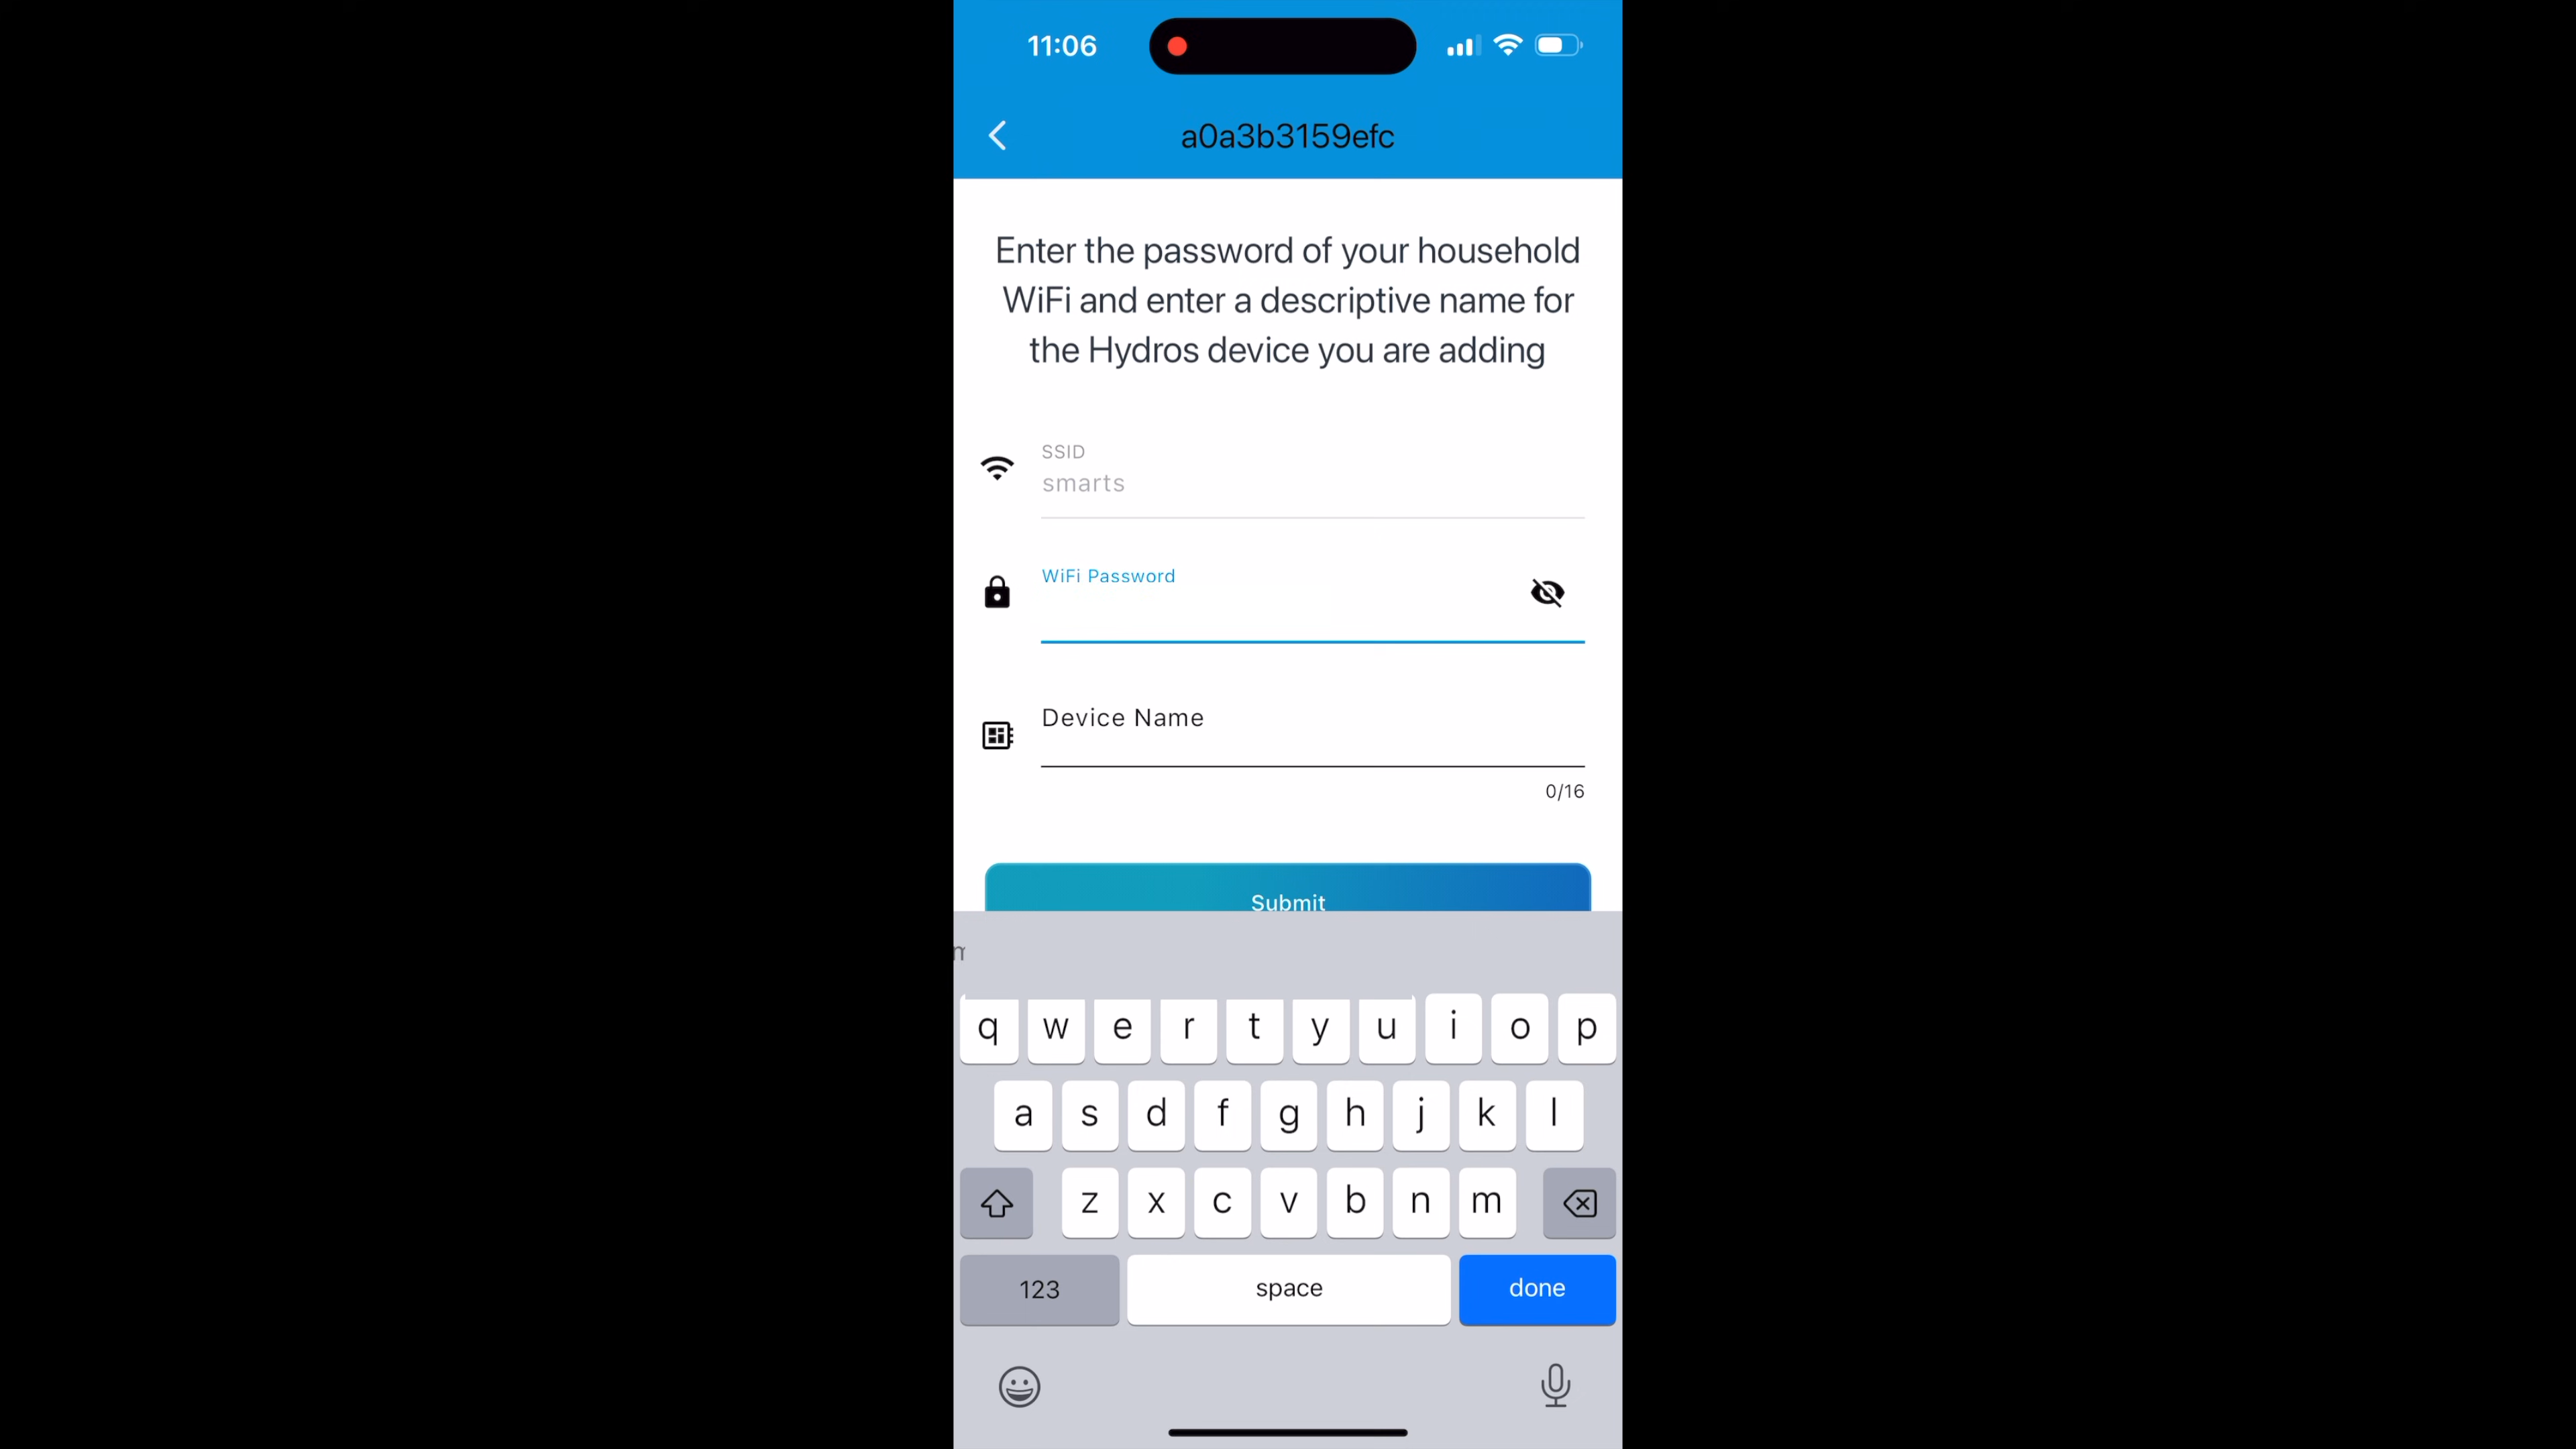 11:06
a0a3b3159efc
Enter the password of your household
WiFi and enter a descriptive name for
the Hydros device you are adding
SSID
smarts
WiFi Password
Device Name
0/16
Submit
m
q w e r t y u i o p
a s d f g h j k l
z x c v b n m
123 space done